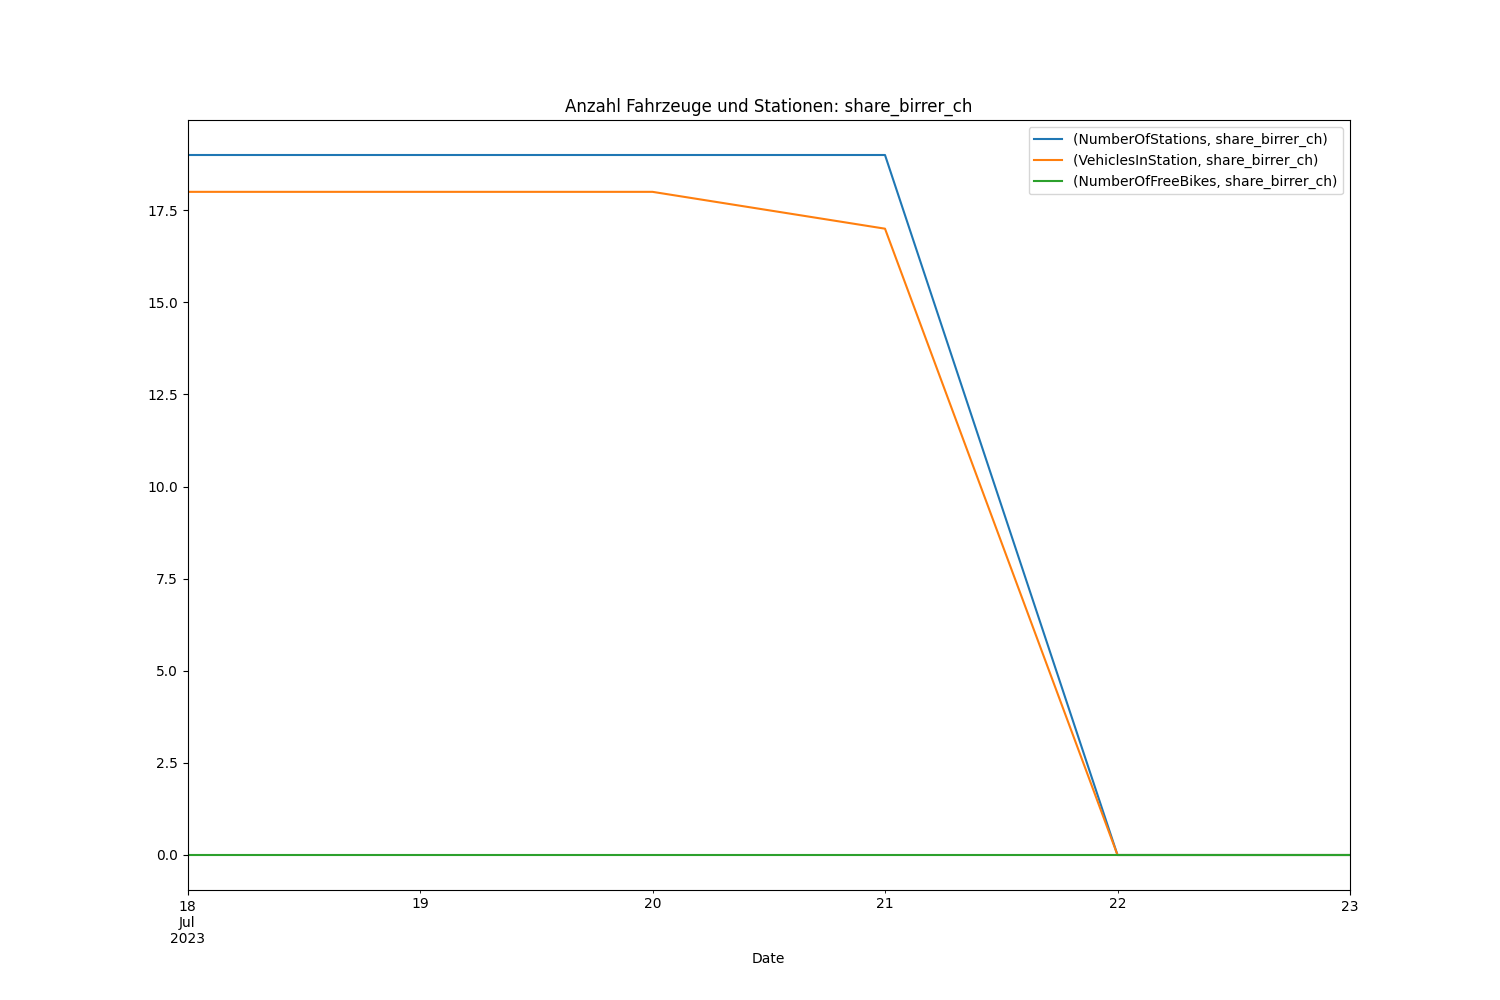 Anzahl Fahrzeuge und Stationen: share_birrer_ch
(NumberOfStations, share_birrer_ch)
(VehiclesInStation, share_birrer_ch)
(NumberOfFreeBikes, share_birrer_ch)
17.5
15.0
12.5
10.0
7.5
5.0
2.5
0.0
18 19 20 21 22 23
Jul
2023
Date